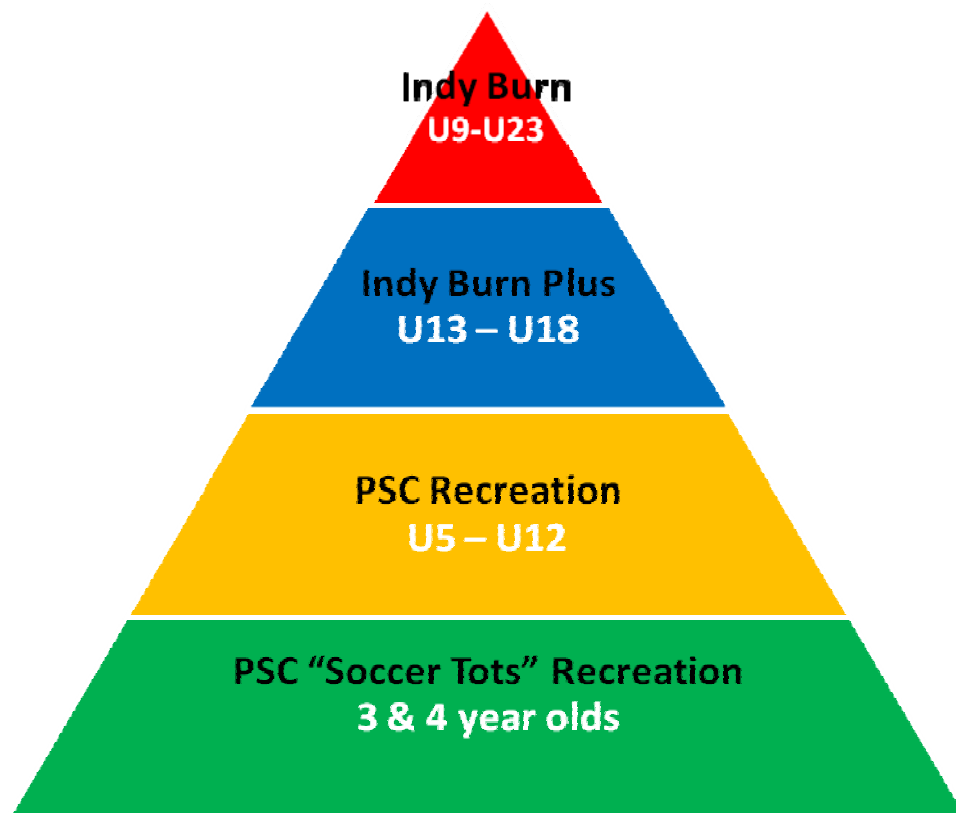 Indy Burn
U9-U23
Indy Burn Plus
U13 – U18
PSC Recreation
U5 – U12
PSC “Soccer Tots” Recreation
3 & 4 year olds